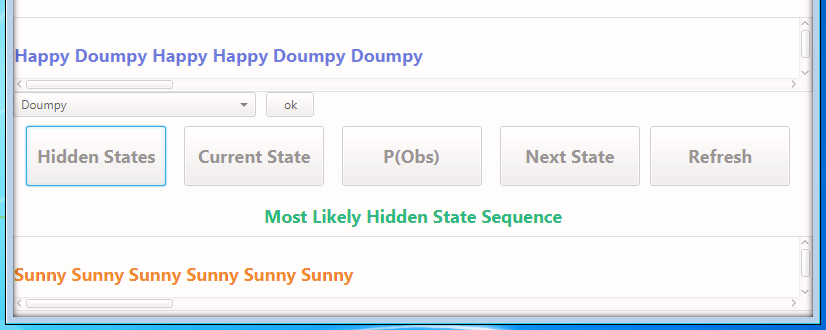 Happy Doumpy Happy Happy Doumpy Doumpy
Doumpy ok
Hidden States Current State P(Obs) Next State Refresh
Most Likely Hidden State Sequence
Sunny Sunny Sunny Sunny Sunny Sunny